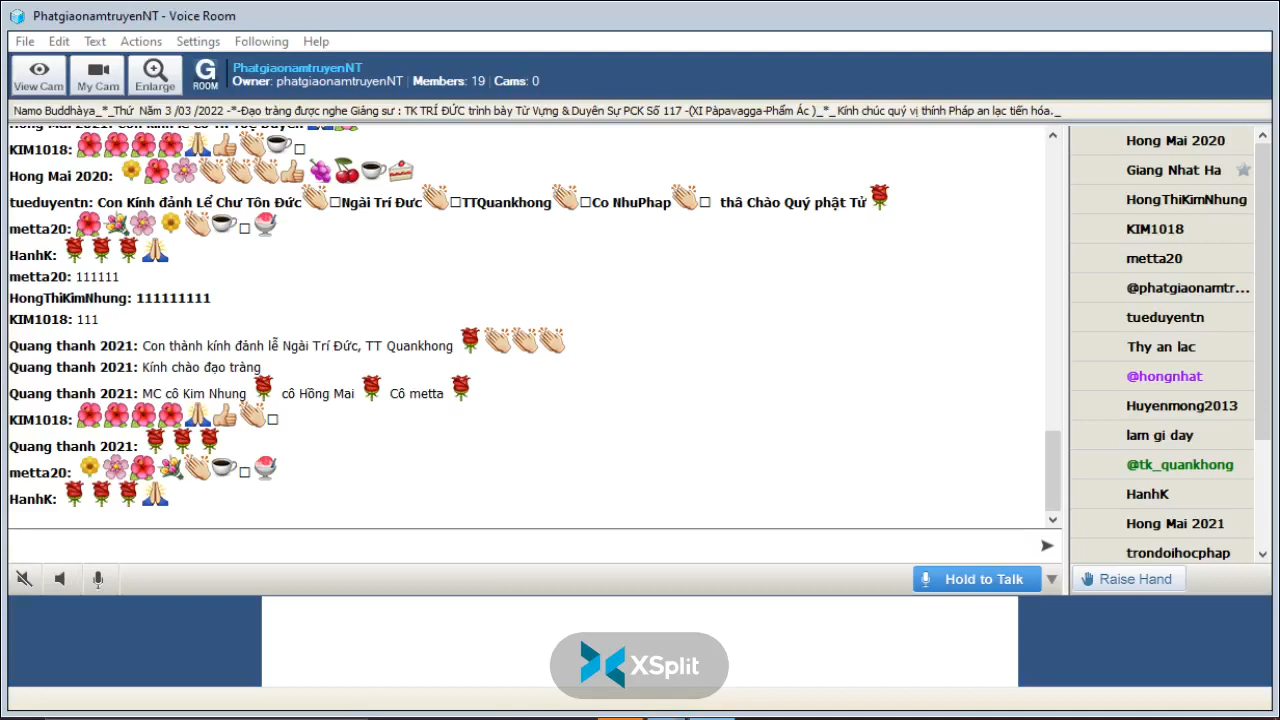 PhatgiaonamtruyenNT - Voice Room
File Edit Text Actions Settings Following Help
View Cam My Cam Enlarge G ROOM
PhatgiaonamtruyenNT
Owner: phatgiaonamtruyenNT | Members: 19 | Cams: 0
Namo Buddhàya_*_Thứ Năm 3 /03 /2022 -*-Đạo tràng được nghe Giảng sư : TK TRÍ ĐỨC trình bày Từ Vựng & Duyên Sự PCK Số 117 -(XI Pàpavagga-Phẩm Ác )_*_Kính chúc quý vị thính Pháp an lạc tiến hóa._
KIM1018:
Hong Mai 2020:
tueduyentn: Con Kính đảnh Lể Chư Tôn Đức Ngài Trí Đưc TTQuankhong Co NhuPhap thâ Chào Quý phật Tử
metta20:
HanhK:
metta20: 111111
HongThiKimNhung: 111111111
KIM1018: 111
Quang thanh 2021: Con thành kính đảnh lễ Ngài Trí Đức, TT Quankhong
Quang thanh 2021: Kính chào đạo tràng
Quang thanh 2021: MC cô Kim Nhung cô Hồng Mai Cô metta
KIM1018:
Quang thanh 2021:
metta20:
HanhK:
Hold to Talk
Hong Mai 2020
Giang Nhat Ha
HongThiKimNhung
KIM1018
metta20
@phatgiaonamtr...
tueduyentn
Thy an lac
@hongnhat
Huyenmong2013
lam gi day
@tk_quankhong
HanhK
Hong Mai 2021
trondoihocphap
Raise Hand
XSplit